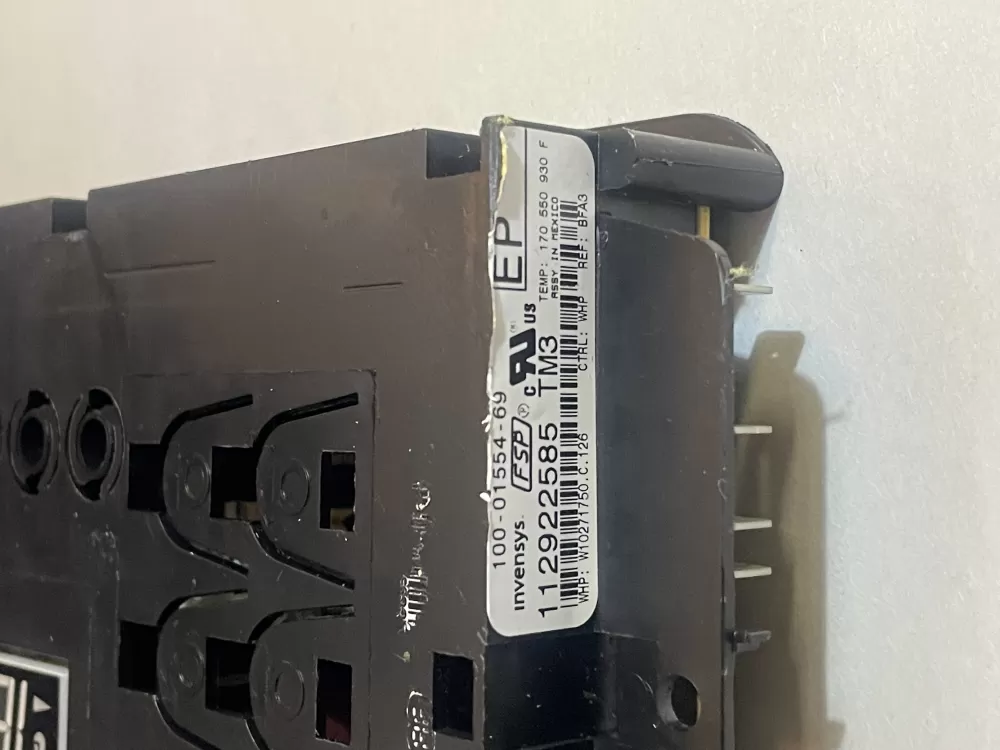 100-01554-69
EP
invensys. FSP (P) c RU US (M)
TEMP: 170 550 930 F
ASSY IN MEXICO
112922585 TM3
WHP: W10271750.C.126 CTRL: WHP REF: BFA3